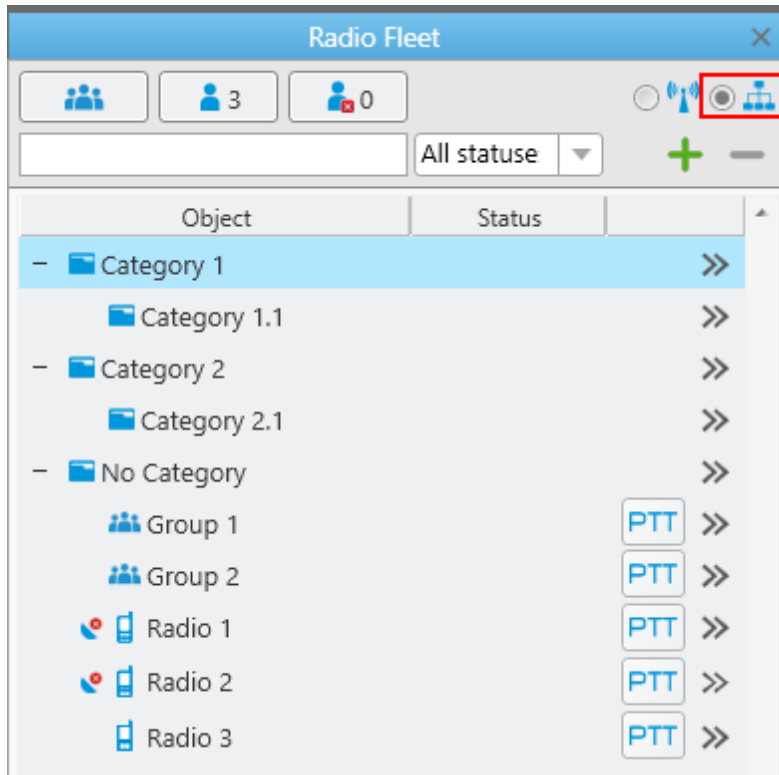 Radio Fleet
3 0
All statuse
Object Status
Category 1
Category 1.1
Category 2
Category 2.1
No Category
Group 1 PTT
Group 2 PTT
Radio 1 PTT
Radio 2 PTT
Radio 3 PTT